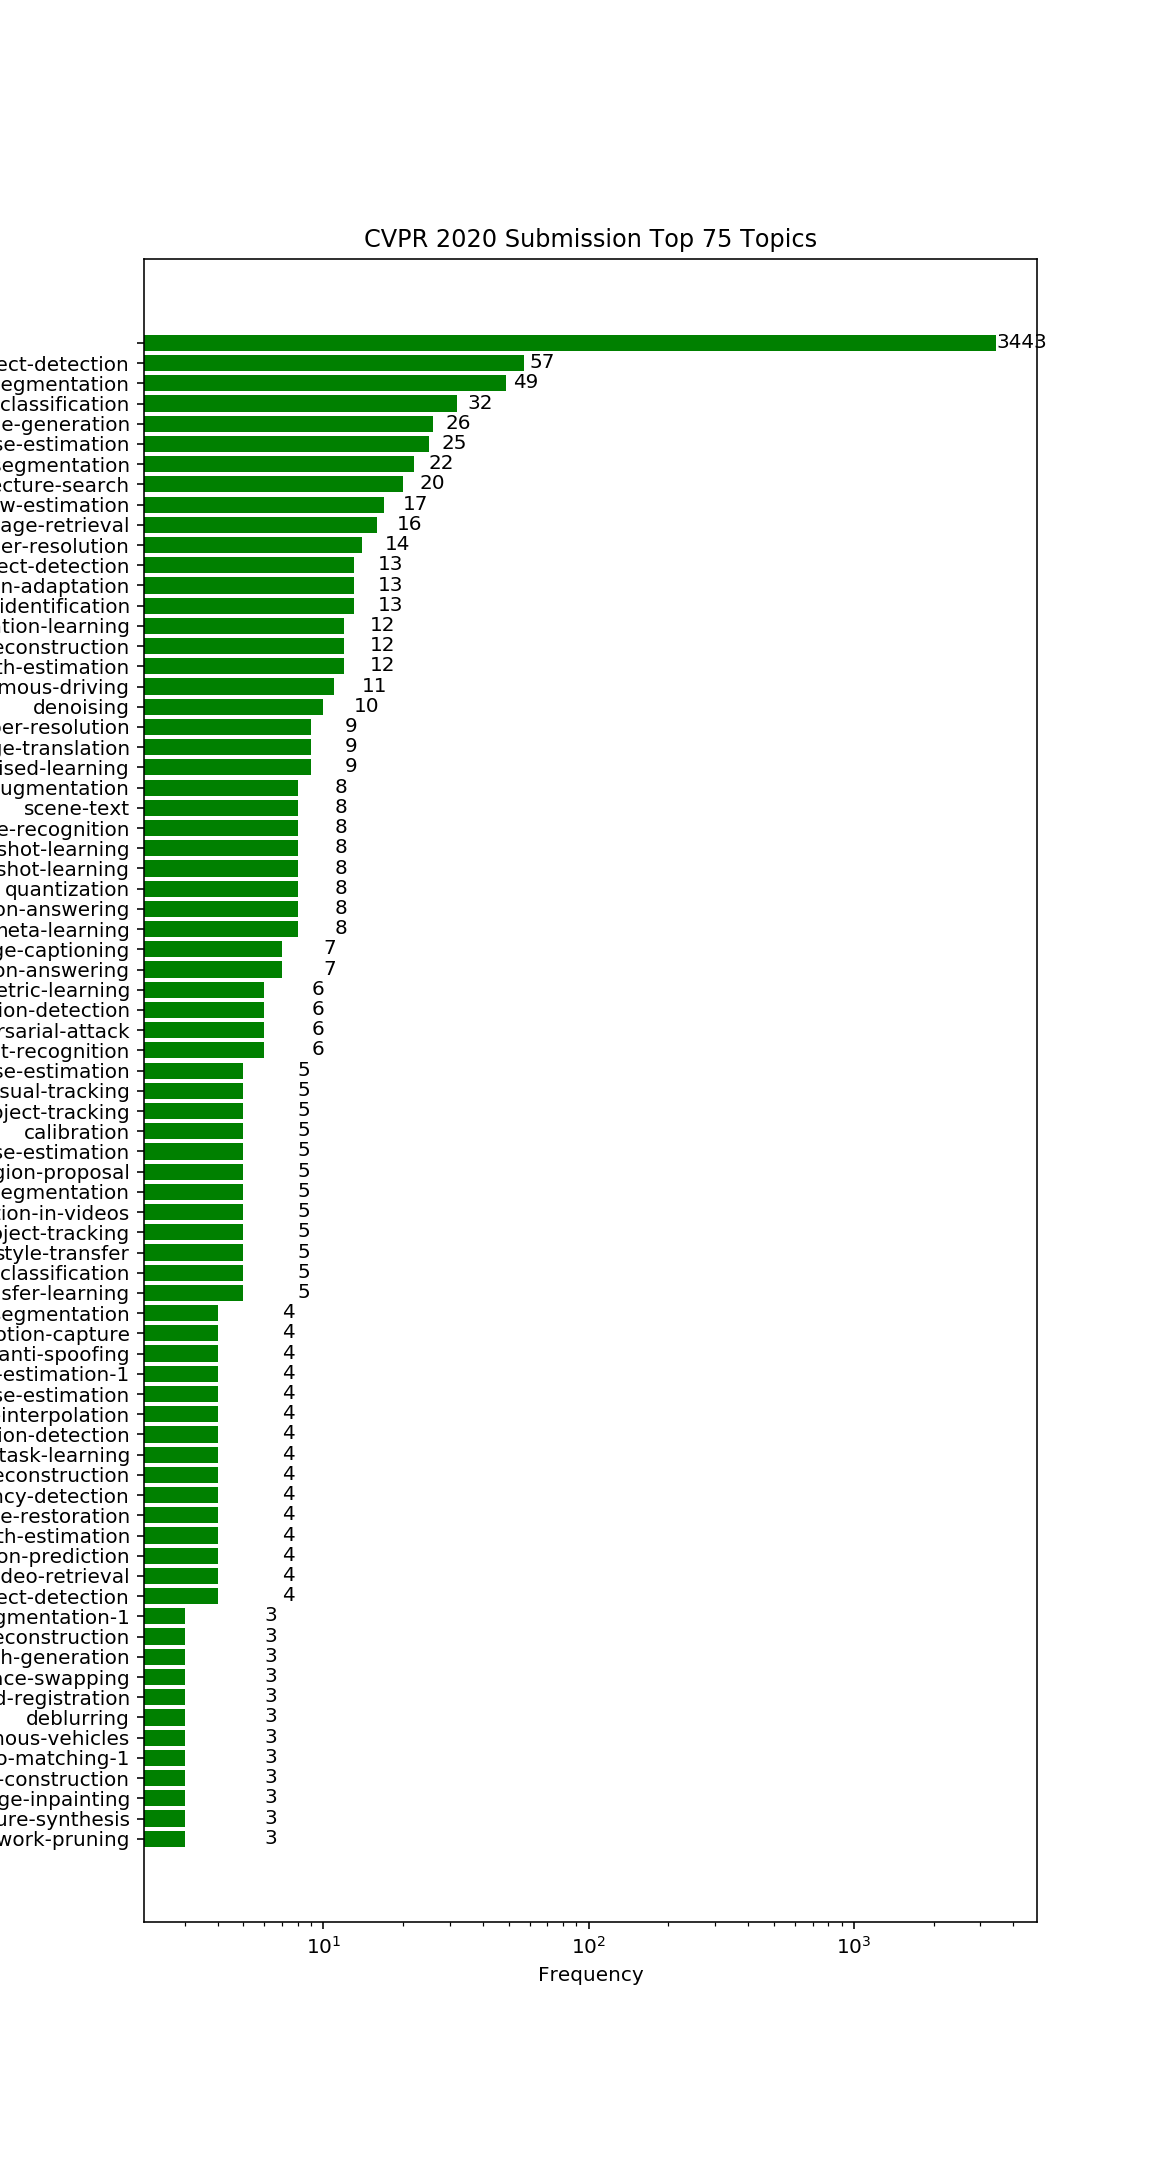 CVPR 2020 Submission Top 75 Topics
3443
ect-detection 57
egmentation 49
classification 32
e-generation 26
se-estimation 25
segmentation 22
ecture-search 20
w-estimation 17
age-retrieval 16
er-resolution 14
ect-detection 13
n-adaptation 13
identification 13
ation-learning 12
econstruction 12
th-estimation 12
mous-driving 11
denoising 10
per-resolution 9
ge-translation 9
ised-learning 9
ugmentation 8
scene-text 8
e-recognition 8
shot-learning 8
shot-learning 8
quantization 8
on-answering 8
meta-learning 8
ge-captioning 7
on-answering 7
etric-learning 6
ion-detection 6
rsarial-attack 6
t-recognition 6
se-estimation 5
sual-tracking 5
bject-tracking 5
calibration 5
se-estimation 5
gion-proposal 5
egmentation 5
tion-in-videos 5
bject-tracking 5
style-transfer 5
classification 5
sfer-learning 5
segmentation 4
otion-capture 4
anti-spoofing 4
-estimation-1 4
se-estimation 4
interpolation 4
ion-detection 4
task-learning 4
econstruction 4
ncy-detection 4
e-restoration 4
th-estimation 4
on-prediction 4
deo-retrieval 4
ect-detection 4
gmentation-1 3
econstruction 3
h-generation 3
ace-swapping 3
d-registration 3
deblurring 3
nous-vehicles 3
o-matching-1 3
-construction 3
ge-inpainting 3
ure-synthesis 3
work-pruning 3
10¹ 10² 10³
Frequency